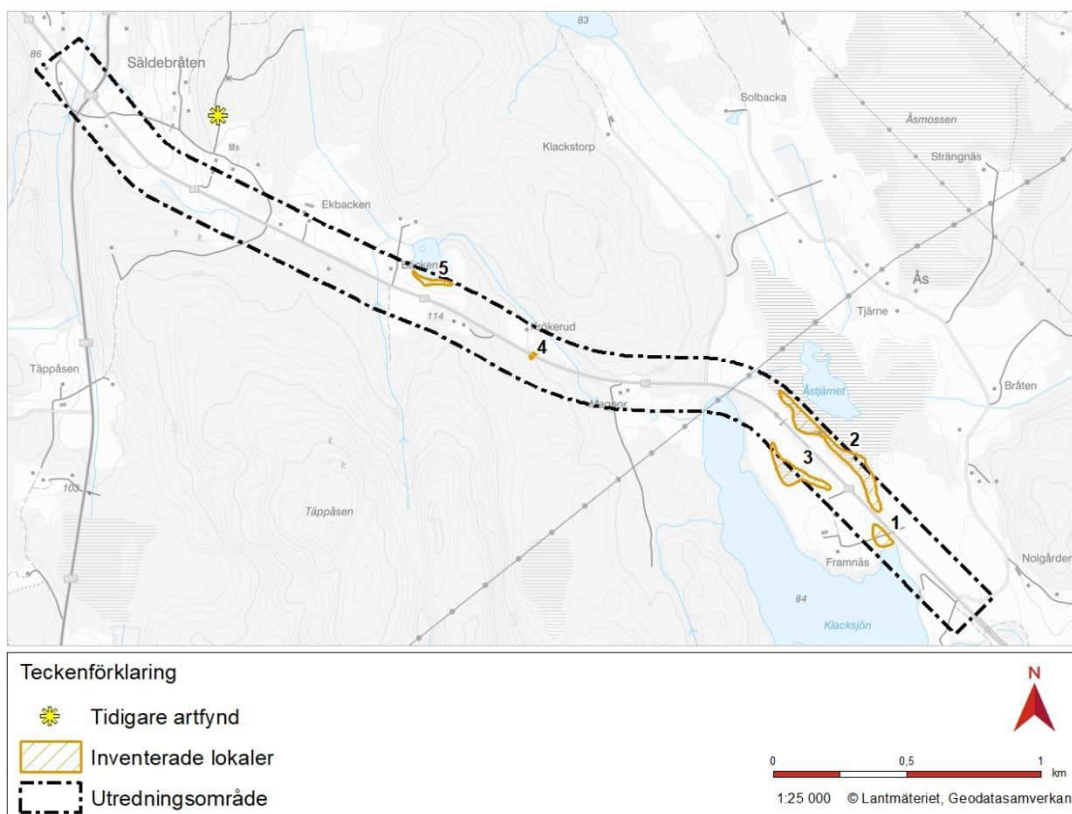 83
86
Säldebråten
Solbacka
Åsmossen
Klackstorp
Strängnäs
Ms
Ekbacken
Ås
5
Tjärne
114
4
Täppåsen
Åstjärnet
Bråten
2
3
103
Täppåsen
1
Framnäs
Nolgården
84
Klacksjön
Teckenförklaring
N
Tidigare artfynd
Inventerade lokaler
0 0,5 1
km
Utredningsområde
1:25 000 © Lantmäteriet, Geodatasamverkan